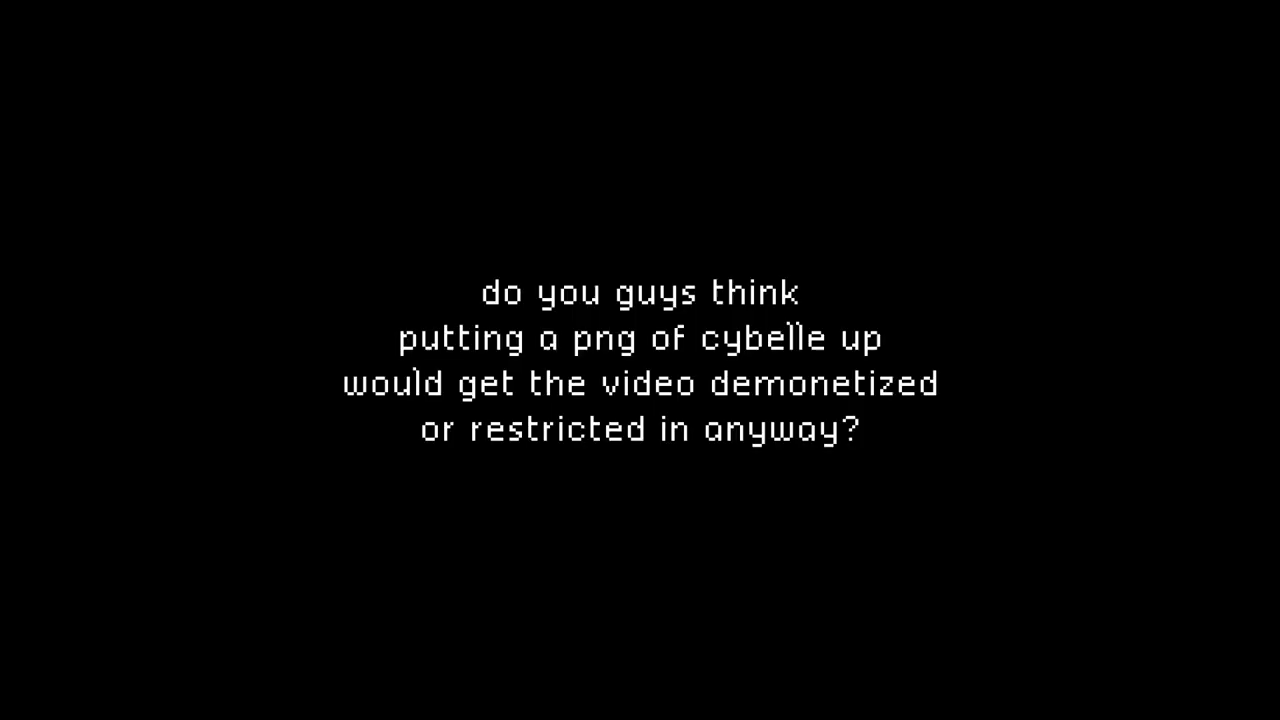 do you guys think
putting a png of cybelle up
would get the video demonetized
or restricted in anyway?